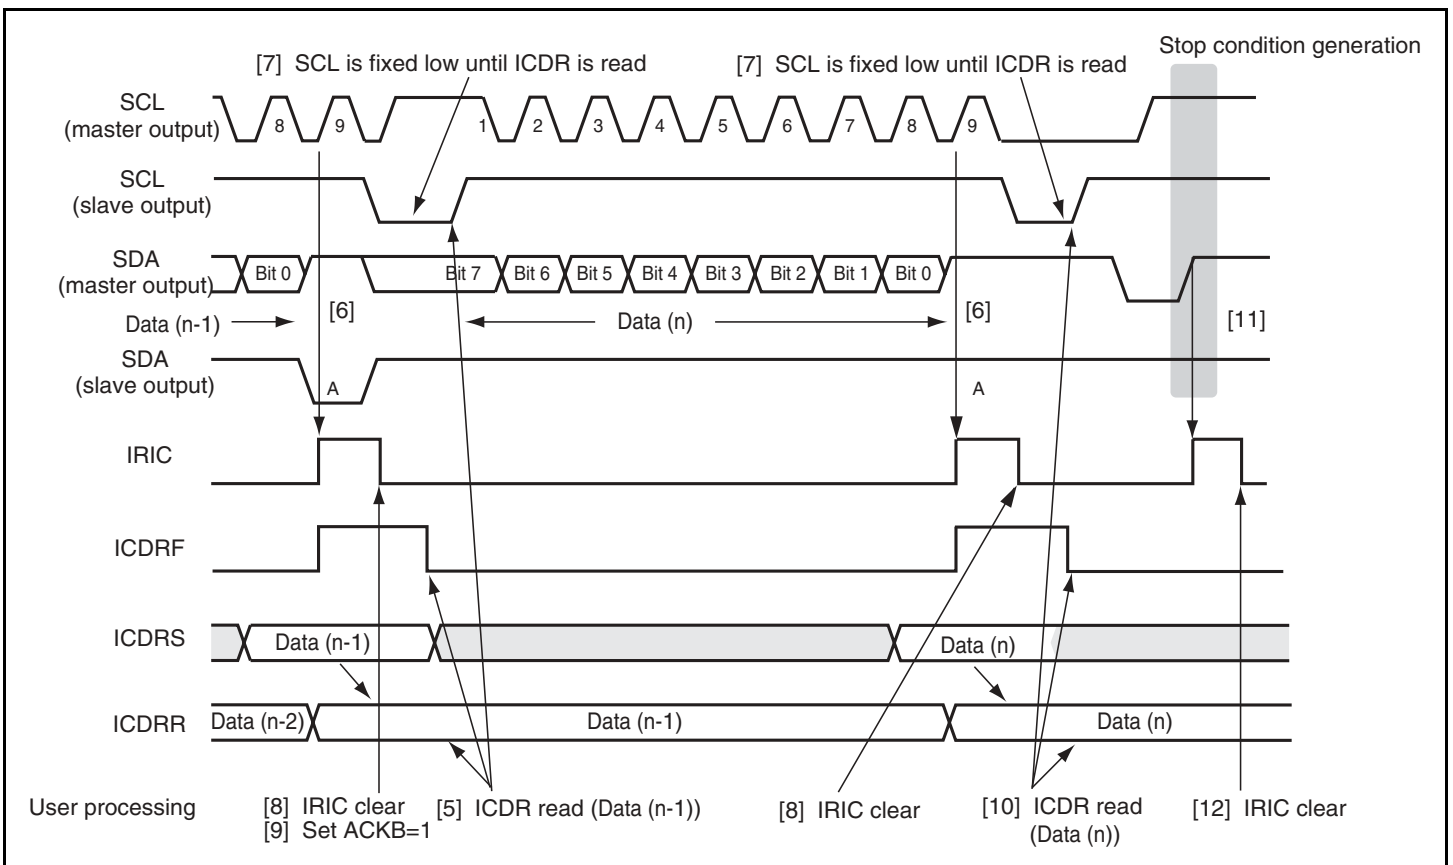 Stop condition generation
[7] SCL is fixed low until ICDR is read
[7] SCL is fixed low until ICDR is read
SCL
(master output)
8
9
1
2
3
4
5
6
7
8
9
SCL
(slave output)
SDA
(master output)
Bit 0
Bit 7
Bit 6
Bit 5
Bit 4
Bit 3
Bit 2
Bit 1
Bit 0
[6]
[6]
[11]
Data (n-1)
Data (n)
SDA
(slave output)
A
A
IRIC
ICDRF
ICDRS
Data (n-1)
Data (n)
ICDRR
Data (n-2)
Data (n-1)
Data (n)
User processing
[8] IRIC clear
[9] Set ACKB=1
[5] ICDR read (Data (n-1))
[8] IRIC clear
[10] ICDR read
(Data (n))
[12] IRIC clear